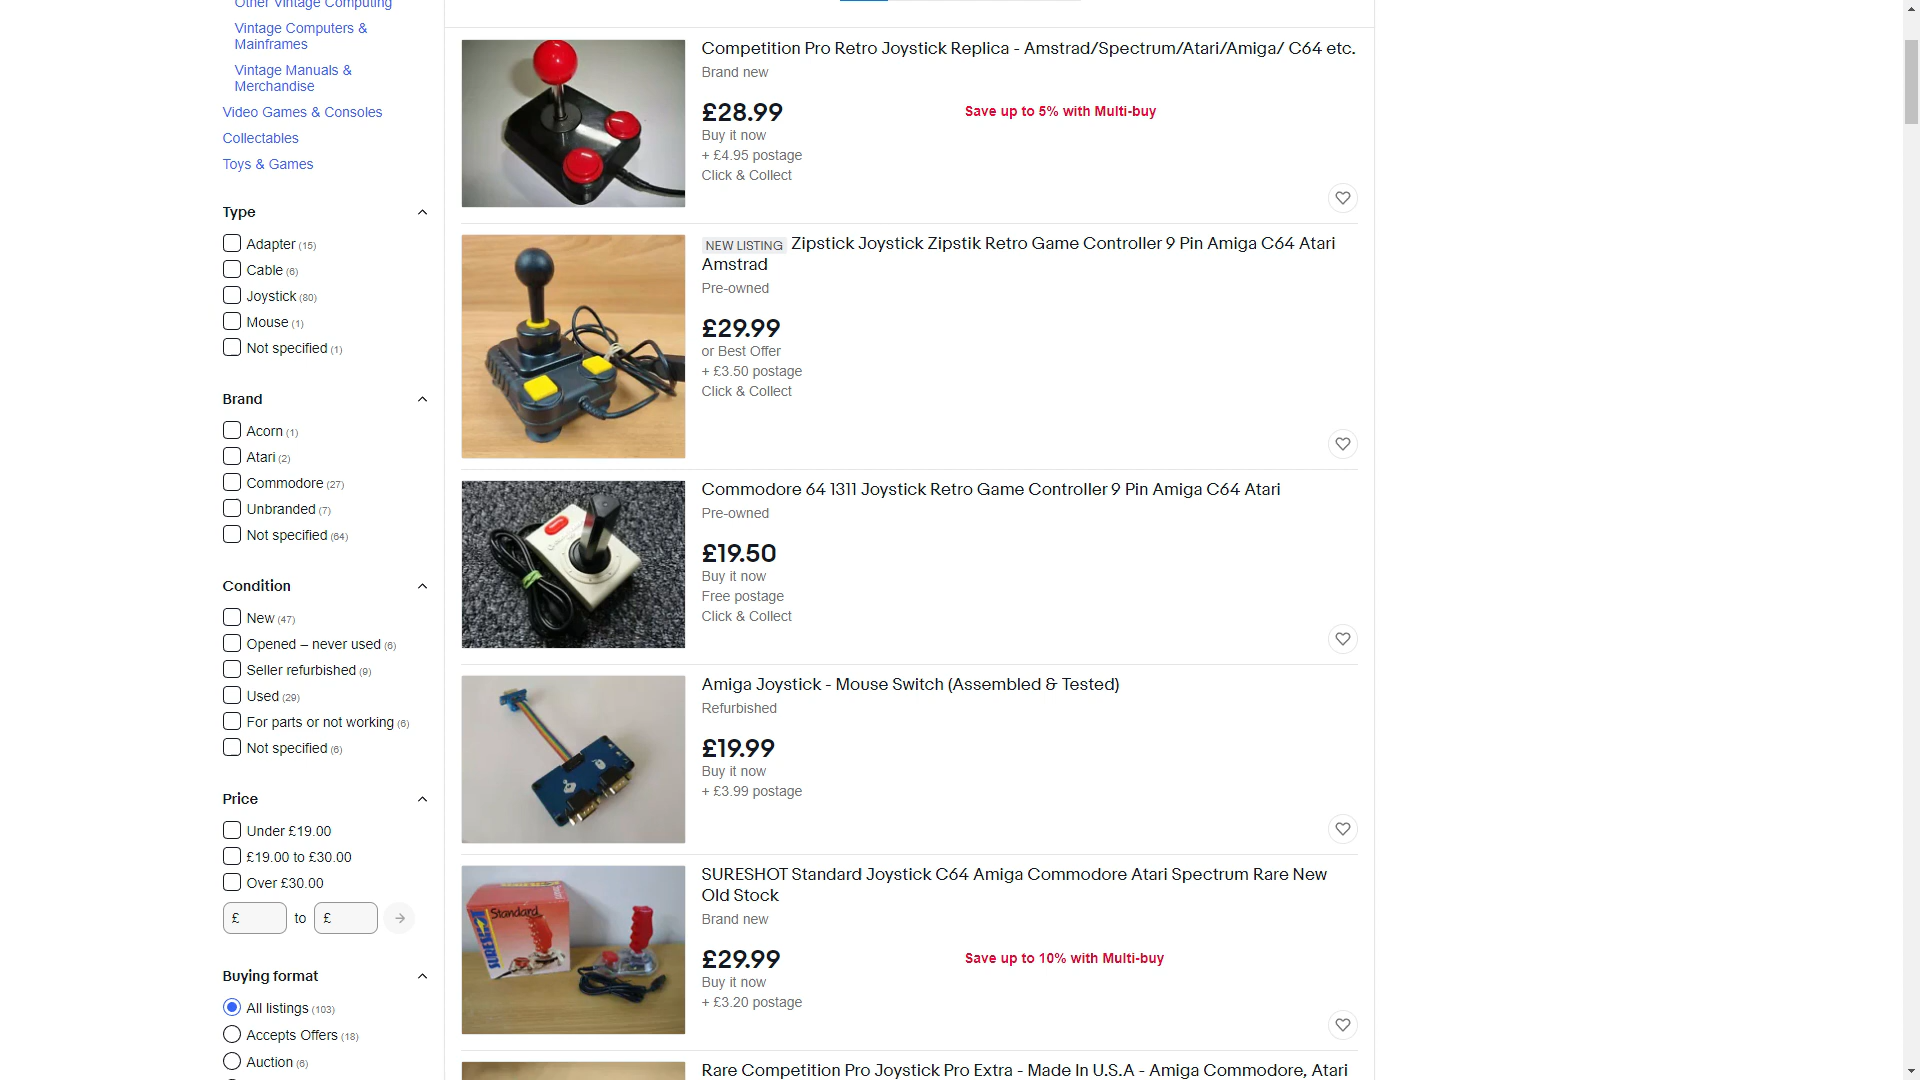 Other Vintage Computing
Vintage Computers &
Mainframes
Vintage Manuals &
Merchandise
Video Games & Consoles
Collectables
Toys & Games
Type
Adapter (15)
Cable (6)
Joystick (80)
Mouse (1)
Not specified (1)
Brand
Acorn (1)
Atari (2)
Commodore (27)
Unbranded (7)
Not specified (64)
Condition
New (47)
Opened – never used (6)
Seller refurbished (9)
Used (29)
For parts or not working (6)
Not specified (6)
Price
Under £19.00
£19.00 to £30.00
Over £30.00
£ to £
Buying format
All listings (103)
Accepts Offers (18)
Auction (6)
Competition Pro Retro Joystick Replica - Amstrad/Spectrum/Atari/Amiga/ C64 etc.
Brand new
£28.99
Save up to 5% with Multi-buy
Buy it now
+ £4.95 postage
Click & Collect
NEW LISTING Zipstick Joystick Zipstik Retro Game Controller 9 Pin Amiga C64 Atari
Amstrad
Pre-owned
£29.99
or Best Offer
+ £3.50 postage
Click & Collect
Commodore 64 1311 Joystick Retro Game Controller 9 Pin Amiga C64 Atari
Pre-owned
£19.50
Buy it now
Free postage
Click & Collect
Amiga Joystick - Mouse Switch (Assembled & Tested)
Refurbished
£19.99
Buy it now
+ £3.99 postage
Standard
SURESHOT Standard Joystick C64 Amiga Commodore Atari Spectrum Rare New
Old Stock
Brand new
£29.99
Save up to 10% with Multi-buy
Buy it now
+ £3.20 postage
Rare Competition Pro Joystick Pro Extra - Made In U.S.A - Amiga Commodore, Atari